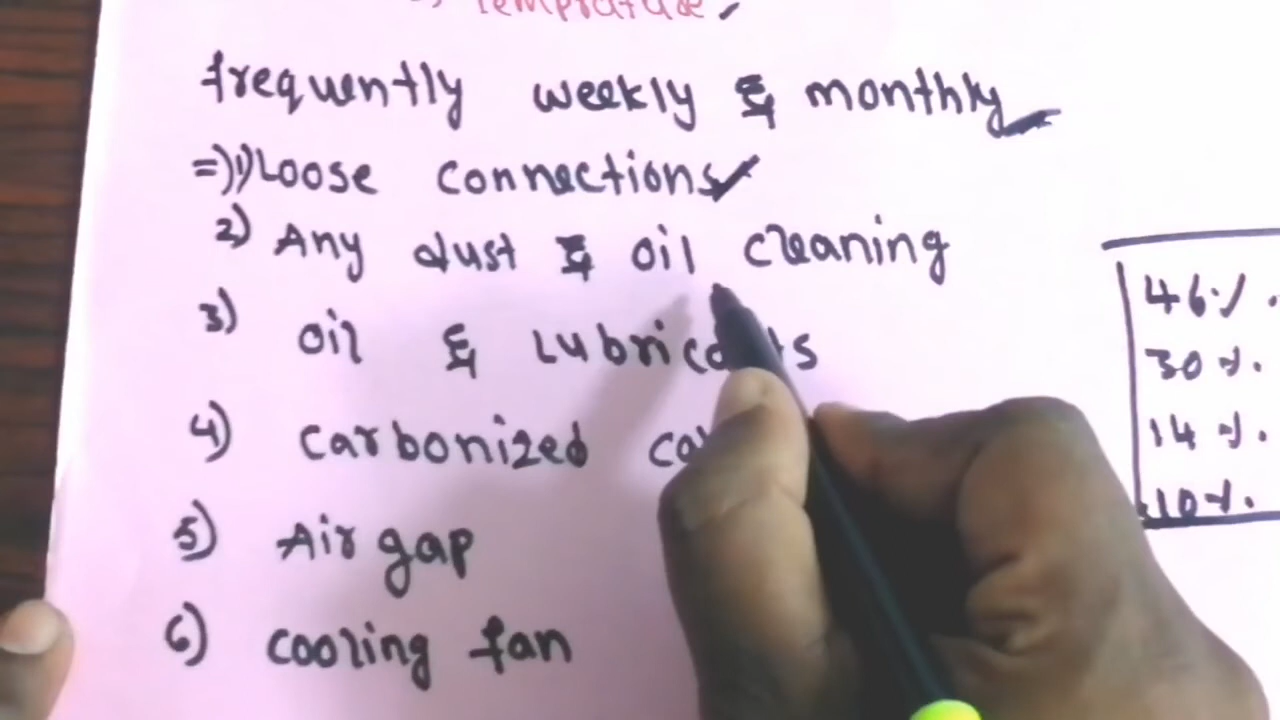 Temprature.
frequently weekly & monthly
=) 1) Loose connections
2) Any dust & oil cleaning
3) oil & Lubricants
4) carbonized
5) Air gap
6) cooling fan
46%.
30%.
14%.
10%.